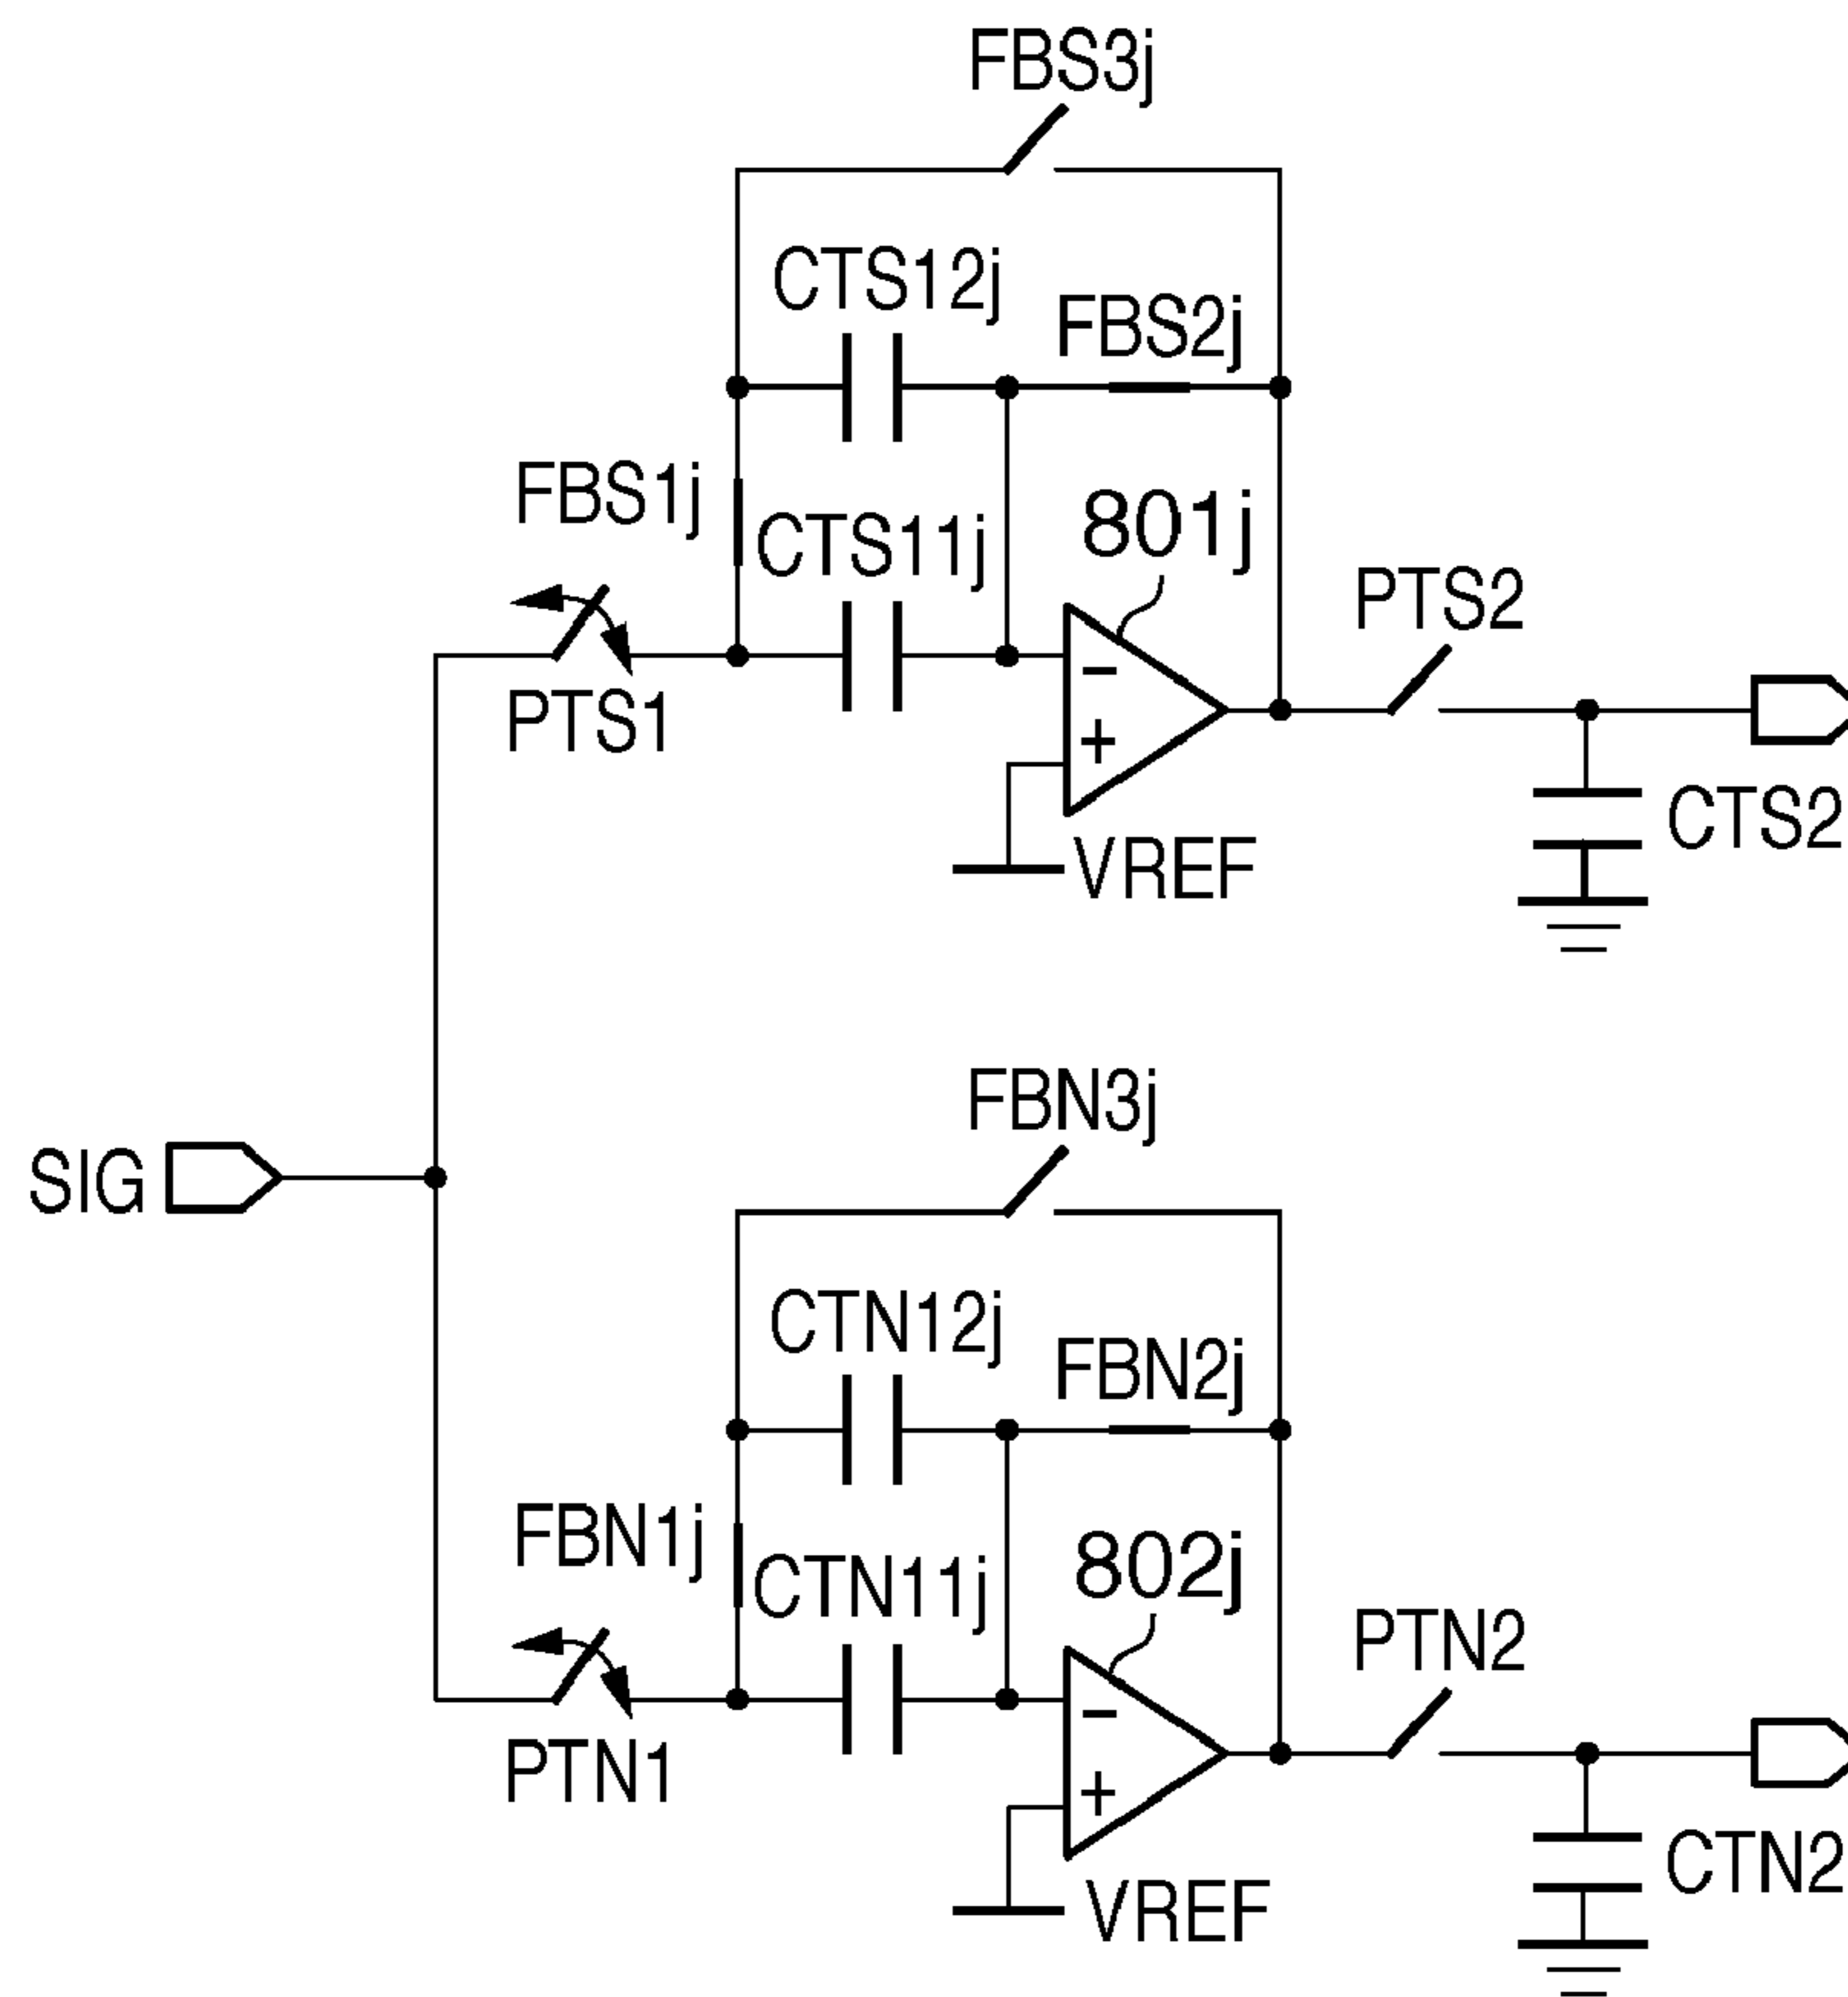 FBS3j
CTS12j
FBS2j
FBS1j
CTS11j
801j
PTS2
PTS1
-
+
CTS2
VREF
FBN3j
SIG
CTN12j
FBN2j
FBN1j
CTN11j
802j
PTN2
PTN1
-
+
CTN2
VREF